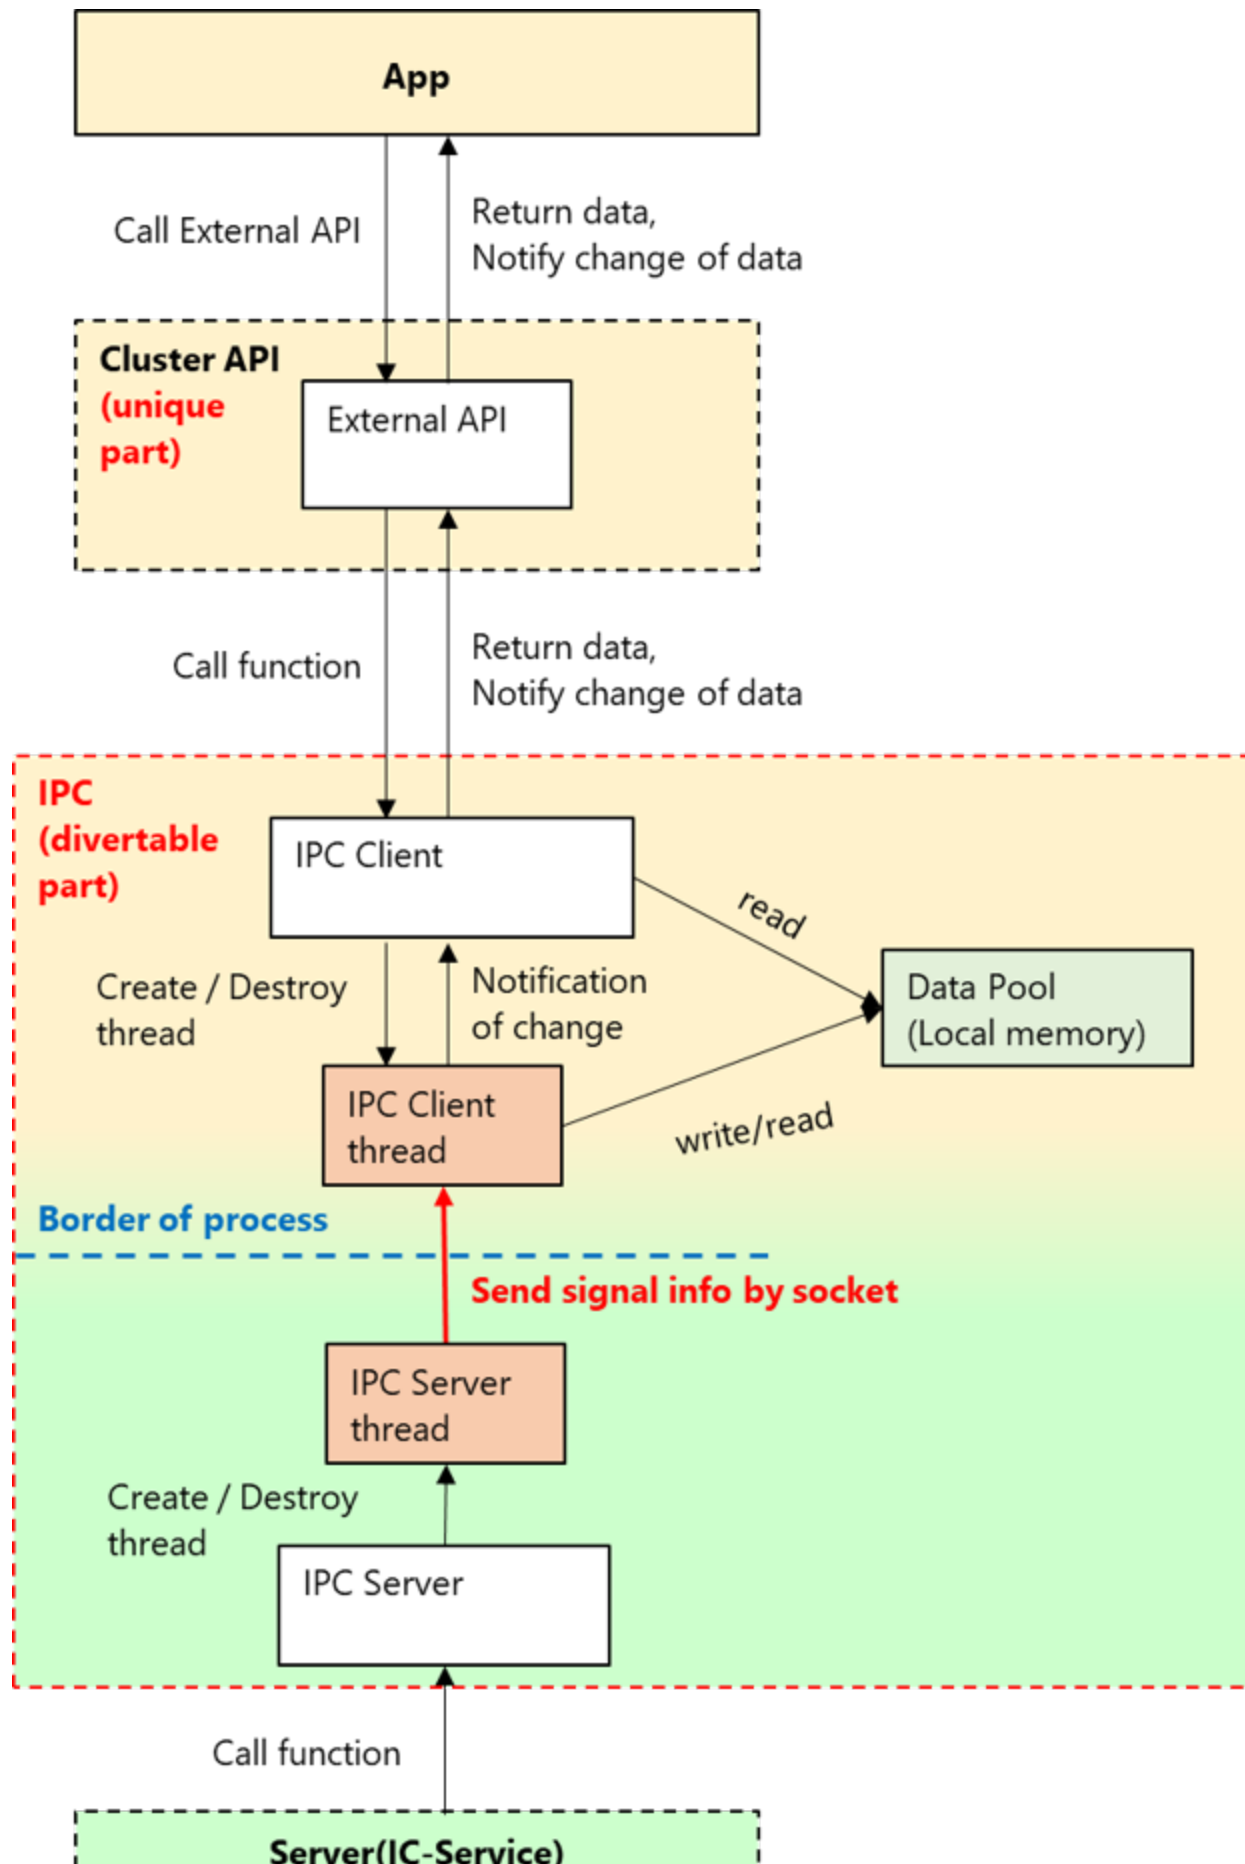 App
Call External API
Return data,
Notify change of data
Cluster API
(unique
part)
External API
Call function
Return data,
Notify change of data
IPC
(divertable
part)
IPC Client
read
Create / Destroy
thread
Notification
of change
Data Pool
(Local memory)
IPC Client
thread
write/read
Border of process
Send signal info by socket
IPC Server
thread
Create / Destroy
thread
IPC Server
Call function
Server(IC-Service)